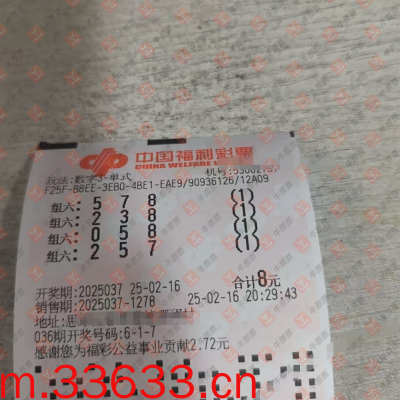 中国福利彩票
CHINA WELFARE
玩法:数字3-单式
F25F-B8EE-3EB0-4BE1-EAE9/90936126/12A09
组六: 5 7 8 (1)
组六: 2 3 8 (1)
组六: 0 5 8 (1)
组六: 2 5 7 (1)
开奖期:2025037 25-02-16 合计8元
销售期:2025037-1278 25-02-16 20:29:43
地址:
036期开奖号码:6-1-7
感谢您为福彩公益事业贡献2.72元
m.33633.cn